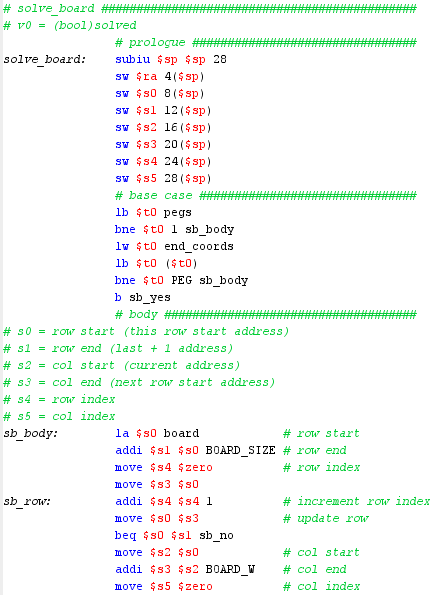 # solve_board ############################################
# v0 = (bool)solved
# prologue ###############################
solve_board: subiu $sp $sp 28
sw $ra 4($sp)
sw $s0 8($sp)
sw $s1 12($sp)
sw $s2 16($sp)
sw $s3 20($sp)
sw $s4 24($sp)
sw $s5 28($sp)
# base case ##############################
lb $t0 pegs
bne $t0 1 sb_body
lw $t0 end_coords
lb $t0 ($t0)
bne $t0 PEG sb_body
b sb_yes
# body ###################################
# s0 = row start (this row start address)
# s1 = row end (last + 1 address)
# s2 = col start (current address)
# s3 = col end (next row start address)
# s4 = row index
# s5 = col index
sb_body: la $s0 board # row start
addi $s1 $s0 BOARD_SIZE # row end
move $s4 $zero # row index
move $s3 $s0
sb_row: addi $s4 $s4 1 # increment row index
move $s0 $s3 # update row
beq $s0 $s1 sb_no
move $s2 $s0 # col start
addi $s3 $s2 BOARD_W # col end
move $s5 $zero # col index